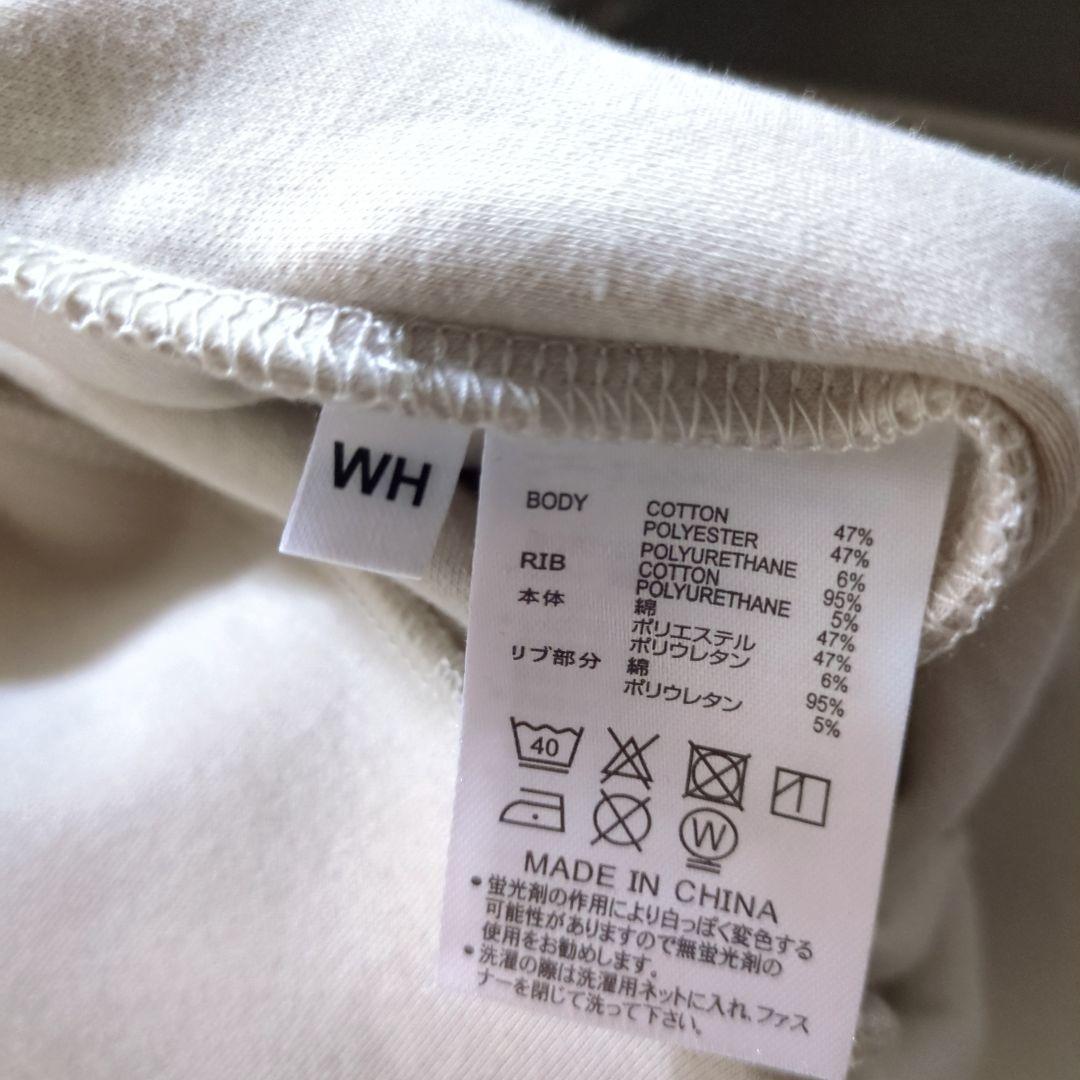 WH
BODY COTTON 47%
POLYESTER 47%
POLYURETHANE 6%
RIB COTTON 95%
POLYURETHANE 5%
本体 綿 47%
ポリエステル 47%
ポリウレタン 6%
リブ部分 綿 95%
ポリウレタン 5%
40
W
MADE IN CHINA
•蛍光剤の作用により白っぽく変色する
可能性がありますので無蛍光剤の
使用をお勧めします。
•洗濯の際は洗濯用ネットに入れ、ファス
ナーを閉じて洗って下さい。